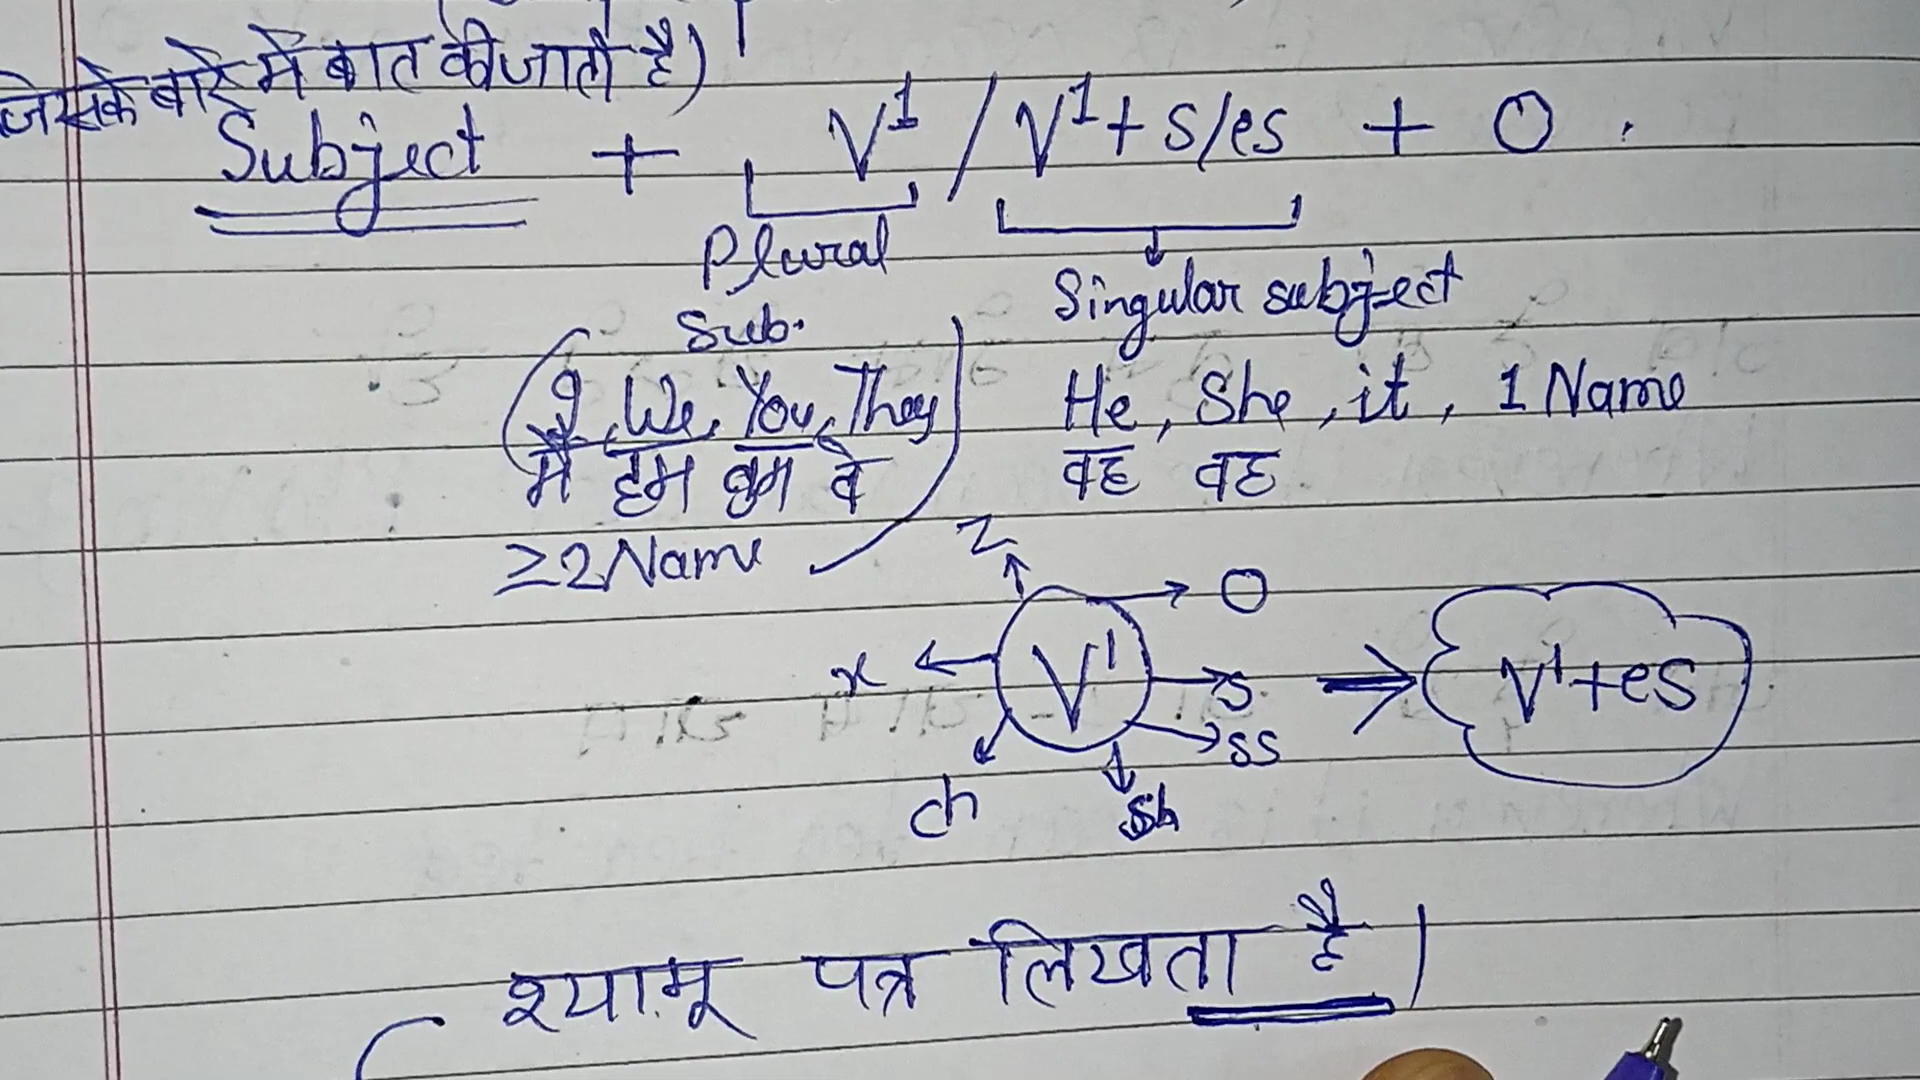 जिसके बारे में बात की जाती है)
Subject + V¹ / V¹ + s/es + O .
Plural
Sub.
Singular subject
(I, We, You, They)
He, She, it, 1 Name
मैं हम तुम वे
वह वह
≥2 Name
Z
O
x
V¹
S
SS
ch
Sh
⇒ V¹+es
श्यामू पत्र लिखता है।